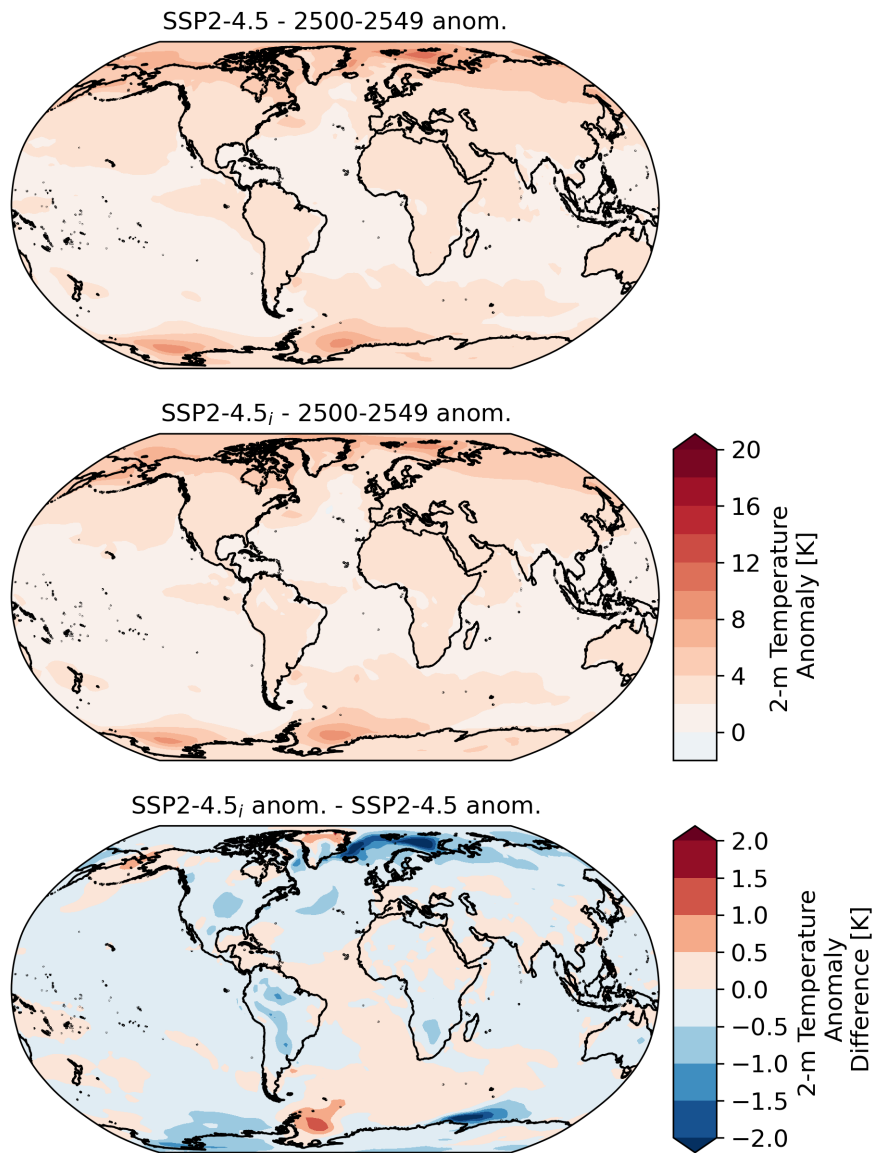 SSP2-4.5 - 2500-2549 anom.
SSP2-4.5ᵢ - 2500-2549 anom.
20
16
12
8
4
0
2-m Temperature
Anomaly [K]
SSP2-4.5ᵢ anom. - SSP2-4.5 anom.
2.0
1.5
1.0
0.5
0.0
−0.5
−1.0
−1.5
−2.0
2-m Temperature
Anomaly
Difference [K]